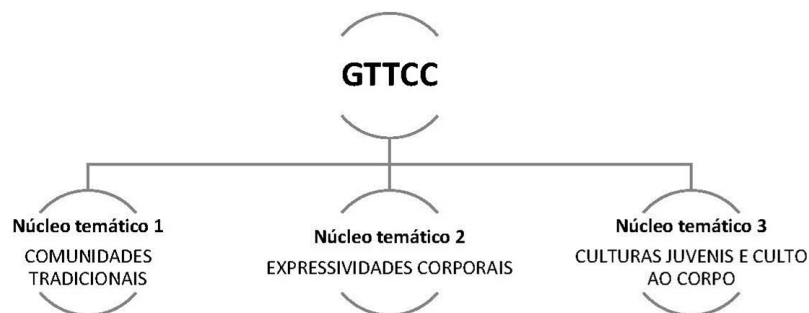 GTTCC
Núcleo temático 1
COMUNIDADES
TRADICIONAIS
Núcleo temático 2
EXPRESSIVIDADES CORPORAIS
Núcleo temático 3
CULTURAS JUVENIS E CULTO
AO CORPO